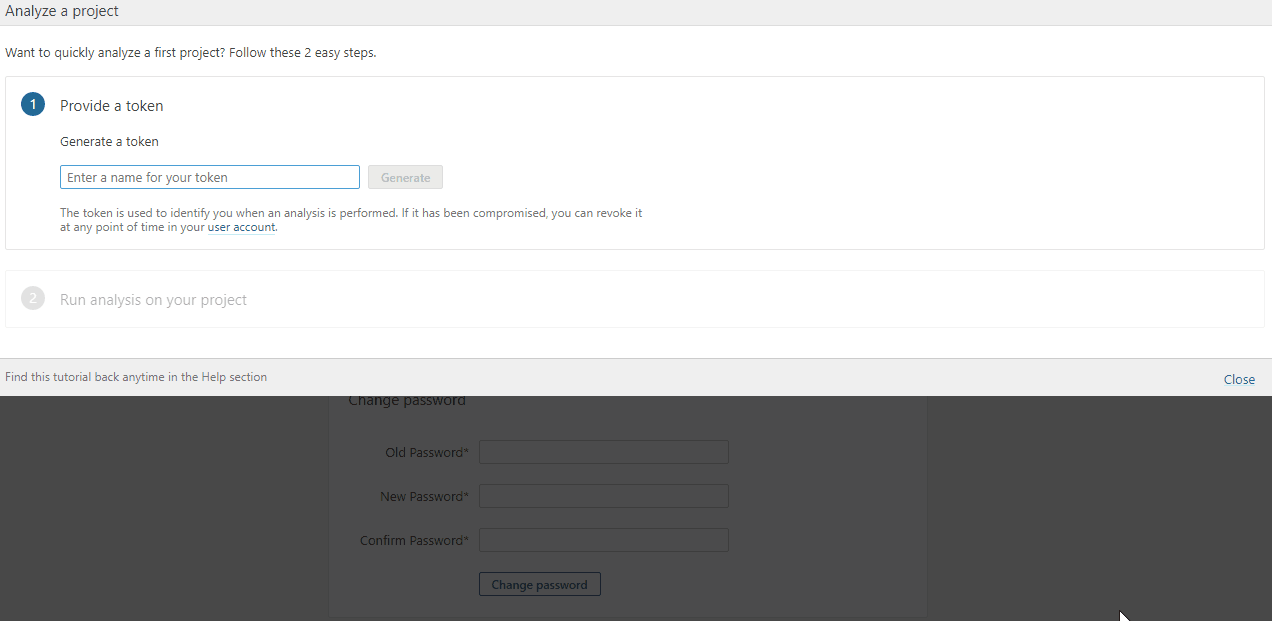 Analyze a project
Want to quickly analyze a first project? Follow these 2 easy steps.
1 Provide a token
Generate a token
Enter a name for your token Generate
The token is used to identify you when an analysis is performed. If it has been compromised, you can revoke it
at any point of time in your user account.
2 Run analysis on your project
Find this tutorial back anytime in the Help section
Close
Change password
Old Password*
New Password*
Confirm Password*
Change password